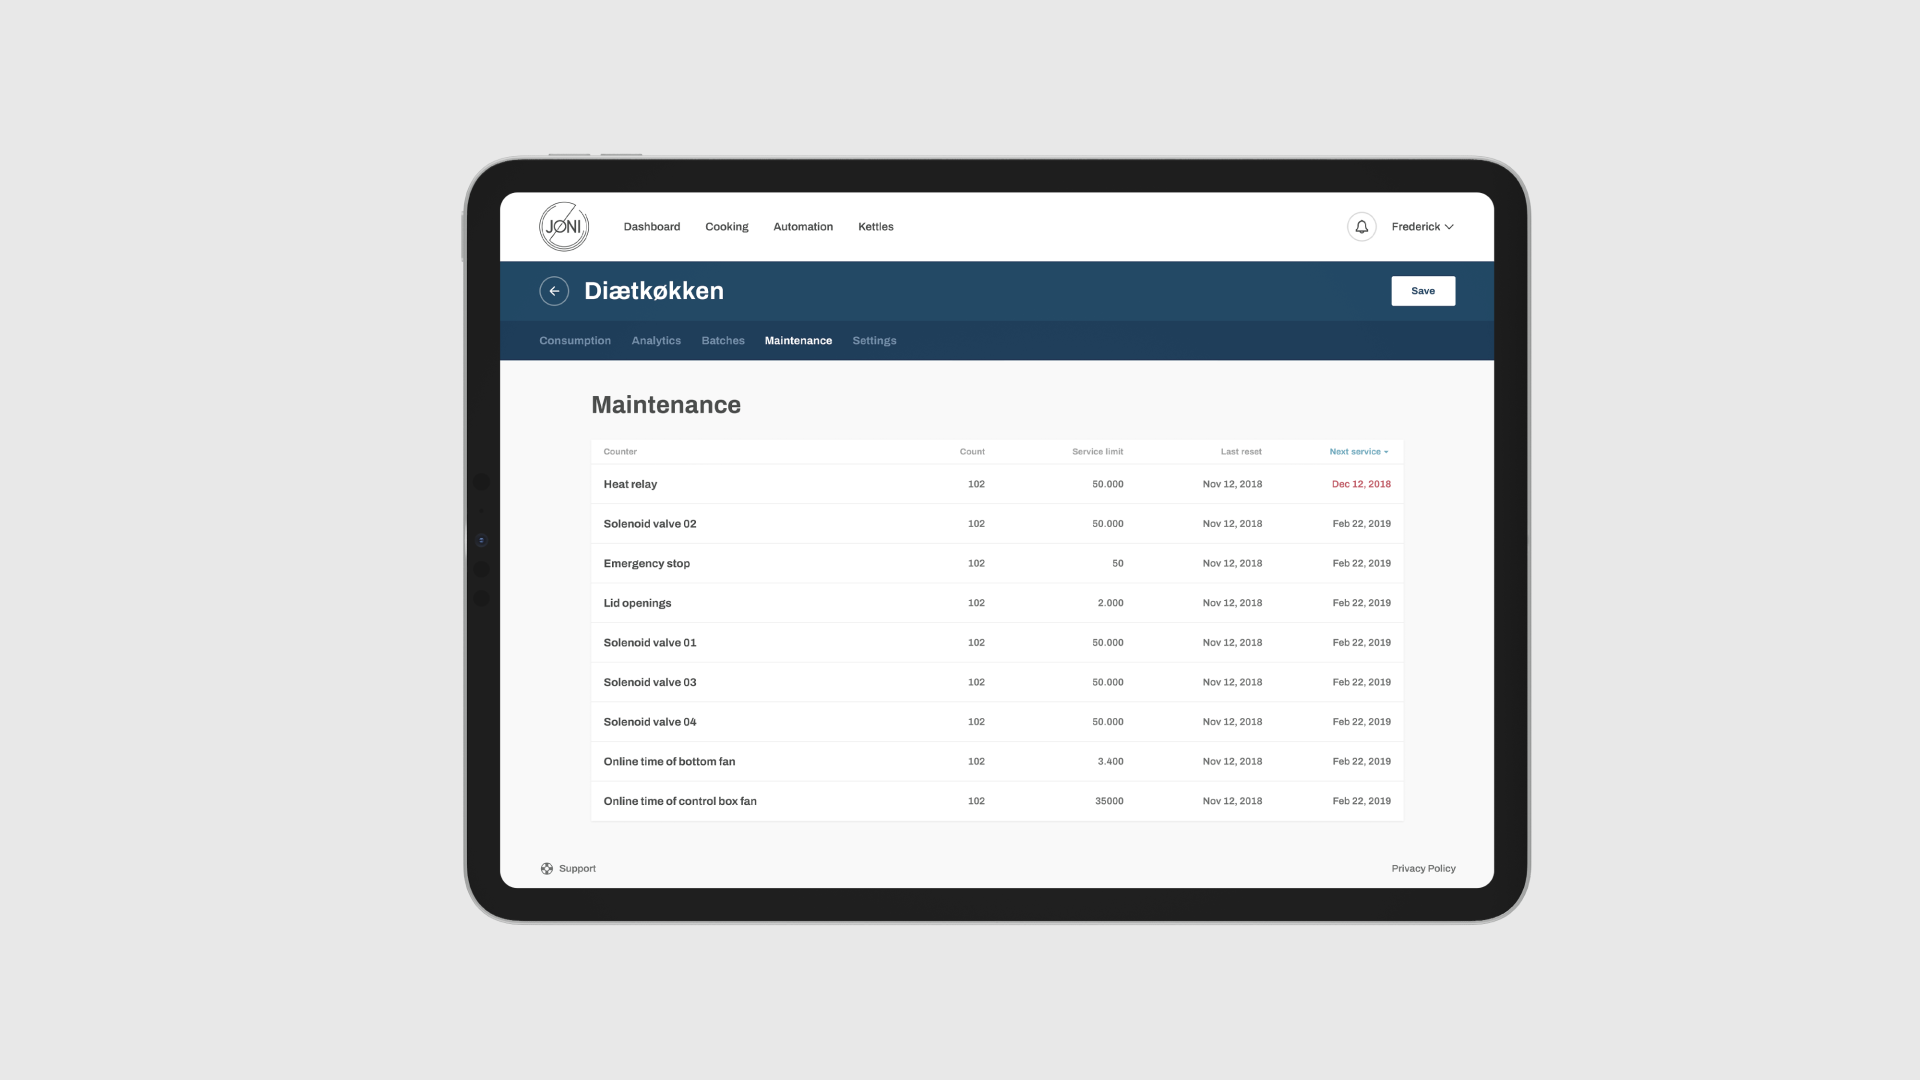 JØNI Dashboard Cooking Automation Kettles Frederick
Diætkøkken Save
Consumption Analytics Batches Maintenance Settings
Maintenance
Counter Count Service limit Last reset Next service
Heat relay 102 50.000 Nov 12, 2018 Dec 12, 2018
Solenoid valve 02 102 50.000 Nov 12, 2018 Feb 22, 2019
Emergency stop 102 50 Nov 12, 2018 Feb 22, 2019
Lid openings 102 2.000 Nov 12, 2018 Feb 22, 2019
Solenoid valve 01 102 50.000 Nov 12, 2018 Feb 22, 2019
Solenoid valve 03 102 50.000 Nov 12, 2018 Feb 22, 2019
Solenoid valve 04 102 50.000 Nov 12, 2018 Feb 22, 2019
Online time of bottom fan 102 3.400 Nov 12, 2018 Feb 22, 2019
Online time of control box fan 102 35000 Nov 12, 2018 Feb 22, 2019
Support Privacy Policy